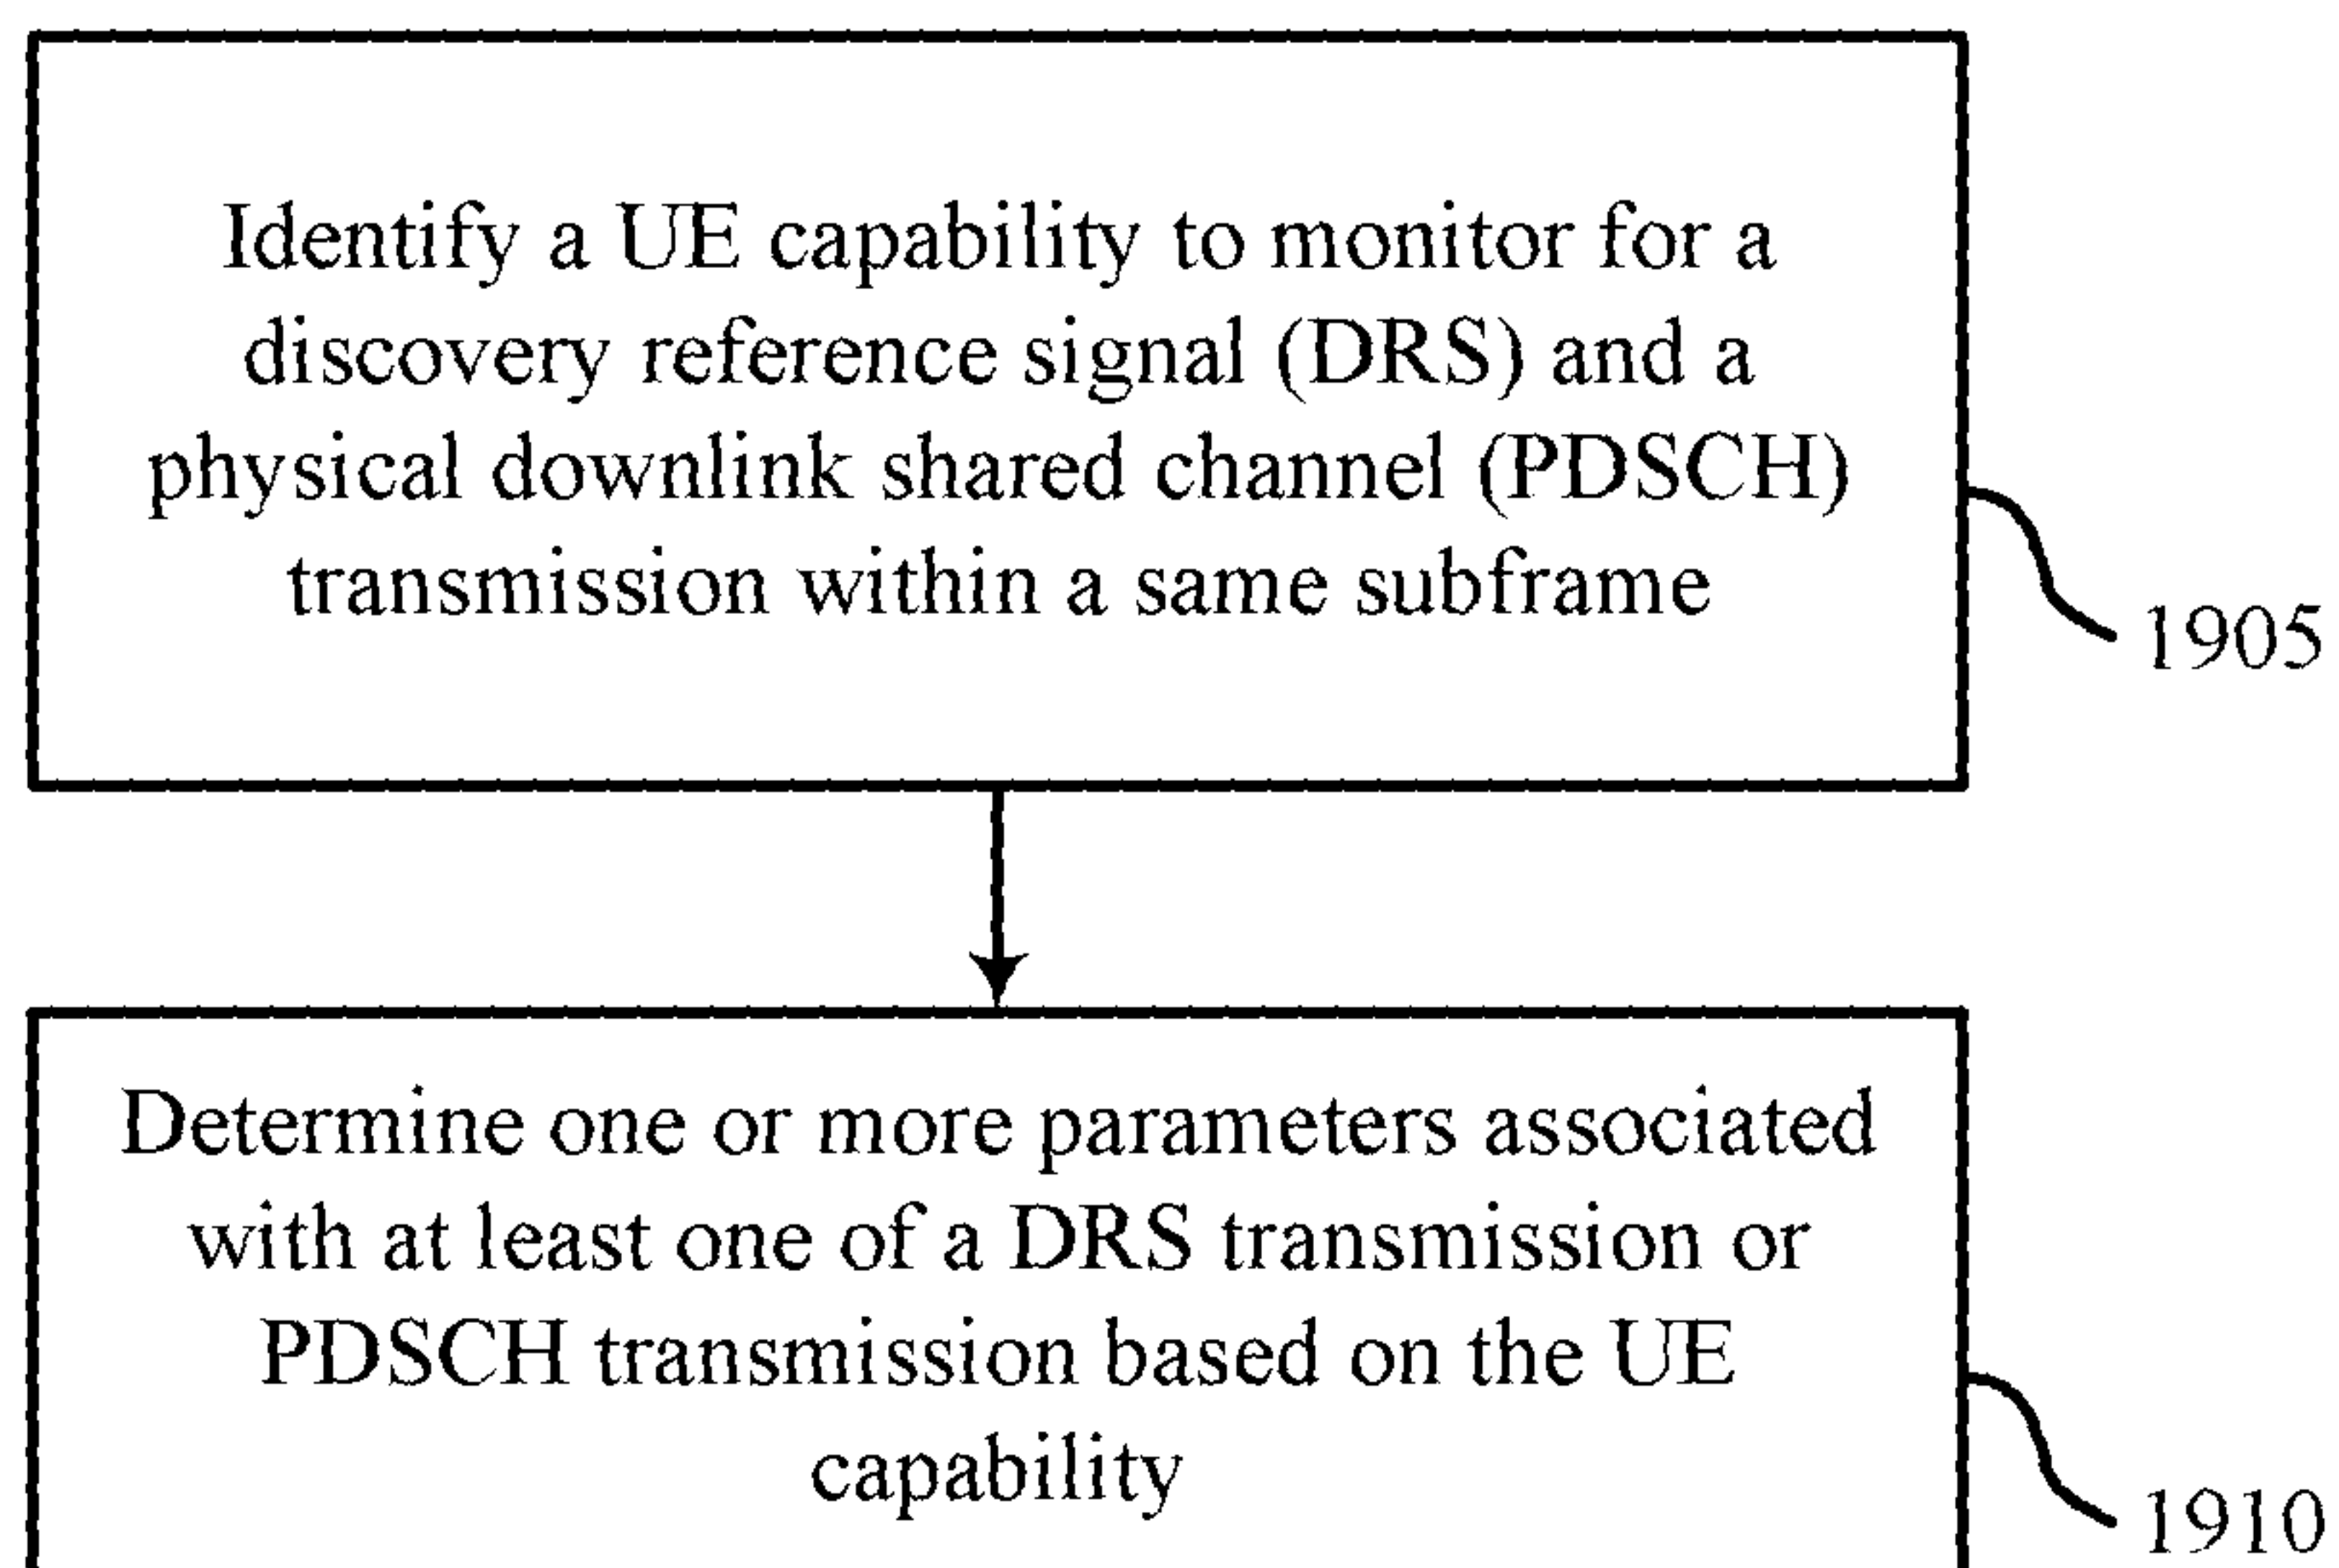 Identify a UE capability to monitor for a
discovery reference signal (DRS) and a
physical downlink shared channel (PDSCH)
transmission within a same subframe
1905
Determine one or more parameters associated
with at least one of a DRS transmission or
PDSCH transmission based on the UE
capability
1910